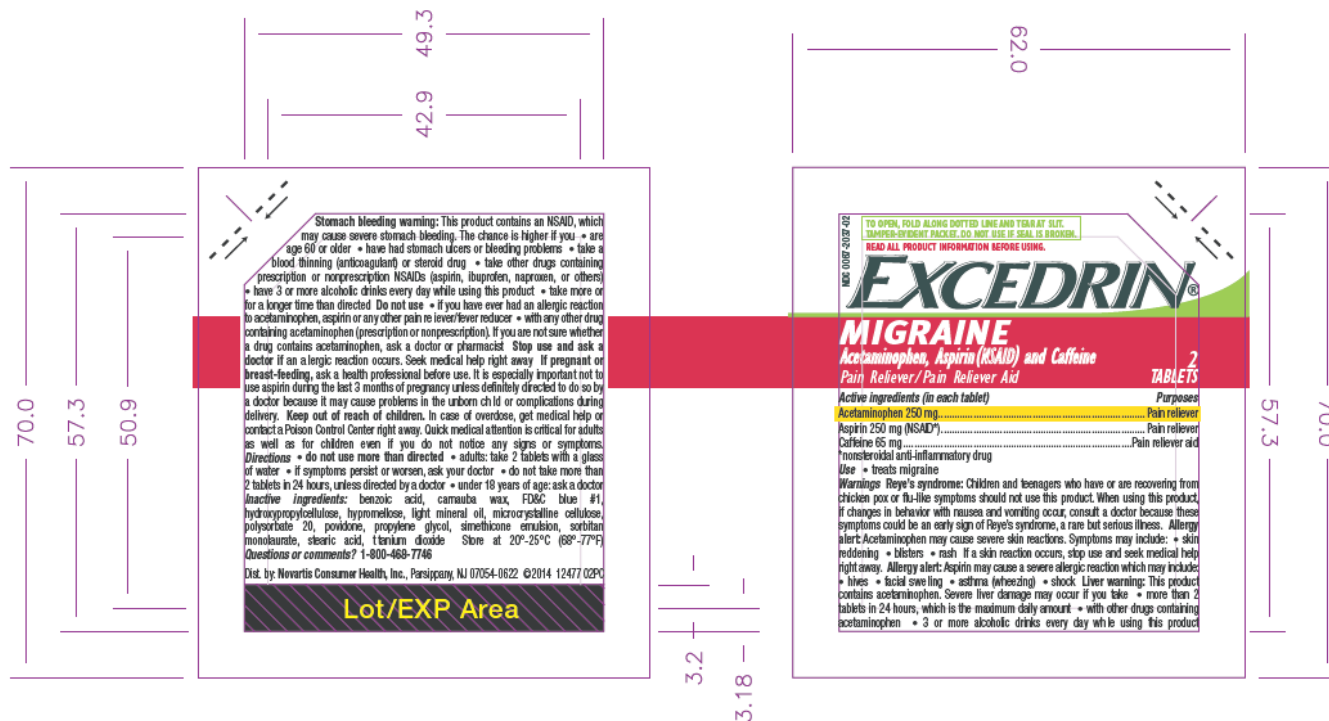 49.3
42.9
62.0
70.0
57.3
50.9
Stomach bleeding warning: This product contains an NSAID, which
may cause severe stomach bleeding. The chance is higher if you • are
age 60 or older • have had stomach ulcers or bleeding problems • take a
blood thinning (anticoagulant) or steroid drug • take other drugs containing
prescription or nonprescription NSAIDs (aspirin, ibuprofen, naproxen, or others)
• have 3 or more alcoholic drinks every day while using this product • take more or
for a longer time than directed Do not use • if you have ever had an allergic reaction
to acetaminophen, aspirin or any other pain re iever/fever reducer • with any other drug
containing acetaminophen (prescription or nonprescription). If you are not sure whether
a drug contains acetaminophen, ask a doctor or pharmacist Stop use and ask a
doctor if an a lergic reaction occurs. Seek medical help right away If pregnant or
breast-feeding, ask a health professional before use. It is especially important not to
use aspirin during the last 3 months of pregnancy unless definitely directed to do so by
a doctor because it may cause problems in the unborn ch ld or complications during
delivery. Keep out of reach of children. In case of overdose, get medical help or
contact a Poison Control Center right away. Quick medical attention is critical for adults
as well as for children even if you do not notice any signs or symptoms.
Directions • do not use more than directed • adults: take 2 tablets with a glass
of water • if symptoms persist or worsen, ask your doctor • do not take more than
2 tablets in 24 hours, unless directed by a doctor • under 18 years of age: ask a doctor
Inactive ingredients: benzoic acid, carnauba wax, FD&C blue #1,
hydroxypropylcellulose, hypromellose, light mineral oil, microcrystalline cellulose,
polysorbate 20, povidone, propylene glycol, simethicone emulsion, sorbitan
monolaurate, stearic acid, t tanium dioxide Store at 20°-25°C (68°-77°F)
Questions or comments? 1-800-468-7746
Dist. by: Novartis Consumer Health, Inc., Parsippany, NJ 07054-0622 ©2014 12477 02PC
Lot/EXP Area
3.2
3.18
NDC 0067-2037-02
TO OPEN, FOLD ALONG DOTTED LINE AND TEAR AT SLIT.
TAMPER-EVIDENT PACKET. DO NOT USE IF SEAL IS BROKEN.
READ ALL PRODUCT INFORMATION BEFORE USING.
EXCEDRIN®
MIGRAINE
Acetaminophen, Aspirin (NSAID) and Caffeine
Pain Reliever/Pain Reliever Aid
2
TABLETS
Active ingredients (in each tablet) Purposes
Acetaminophen 250 mg........ Pain reliever
Aspirin 250 mg (NSAID*)........ Pain reliever
Caffeine 65 mg........Pain reliever aid
*nonsteroidal anti-inflammatory drug
Use • treats migraine
Warnings Reye's syndrome: Children and teenagers who have or are recovering from
chicken pox or flu-like symptoms should not use this product. When using this product,
if changes in behavior with nausea and vomiting occur, consult a doctor because these
symptoms could be an early sign of Reye's syndrome, a rare but serious illness. Allergy
alert: Acetaminophen may cause severe skin reactions. Symptoms may include: • skin
reddening • blisters • rash If a skin reaction occurs, stop use and seek medical help
right away. Allergy alert: Aspirin may cause a severe allergic reaction which may include:
• hives • facial swe ling • asthma (wheezing) • shock Liver warning: This product
contains acetaminophen. Severe liver damage may occur if you take • more than 2
tablets in 24 hours, which is the maximum daily amount • with other drugs containing
acetaminophen • 3 or more alcoholic drinks every day wh le using this product
57.3
70.0